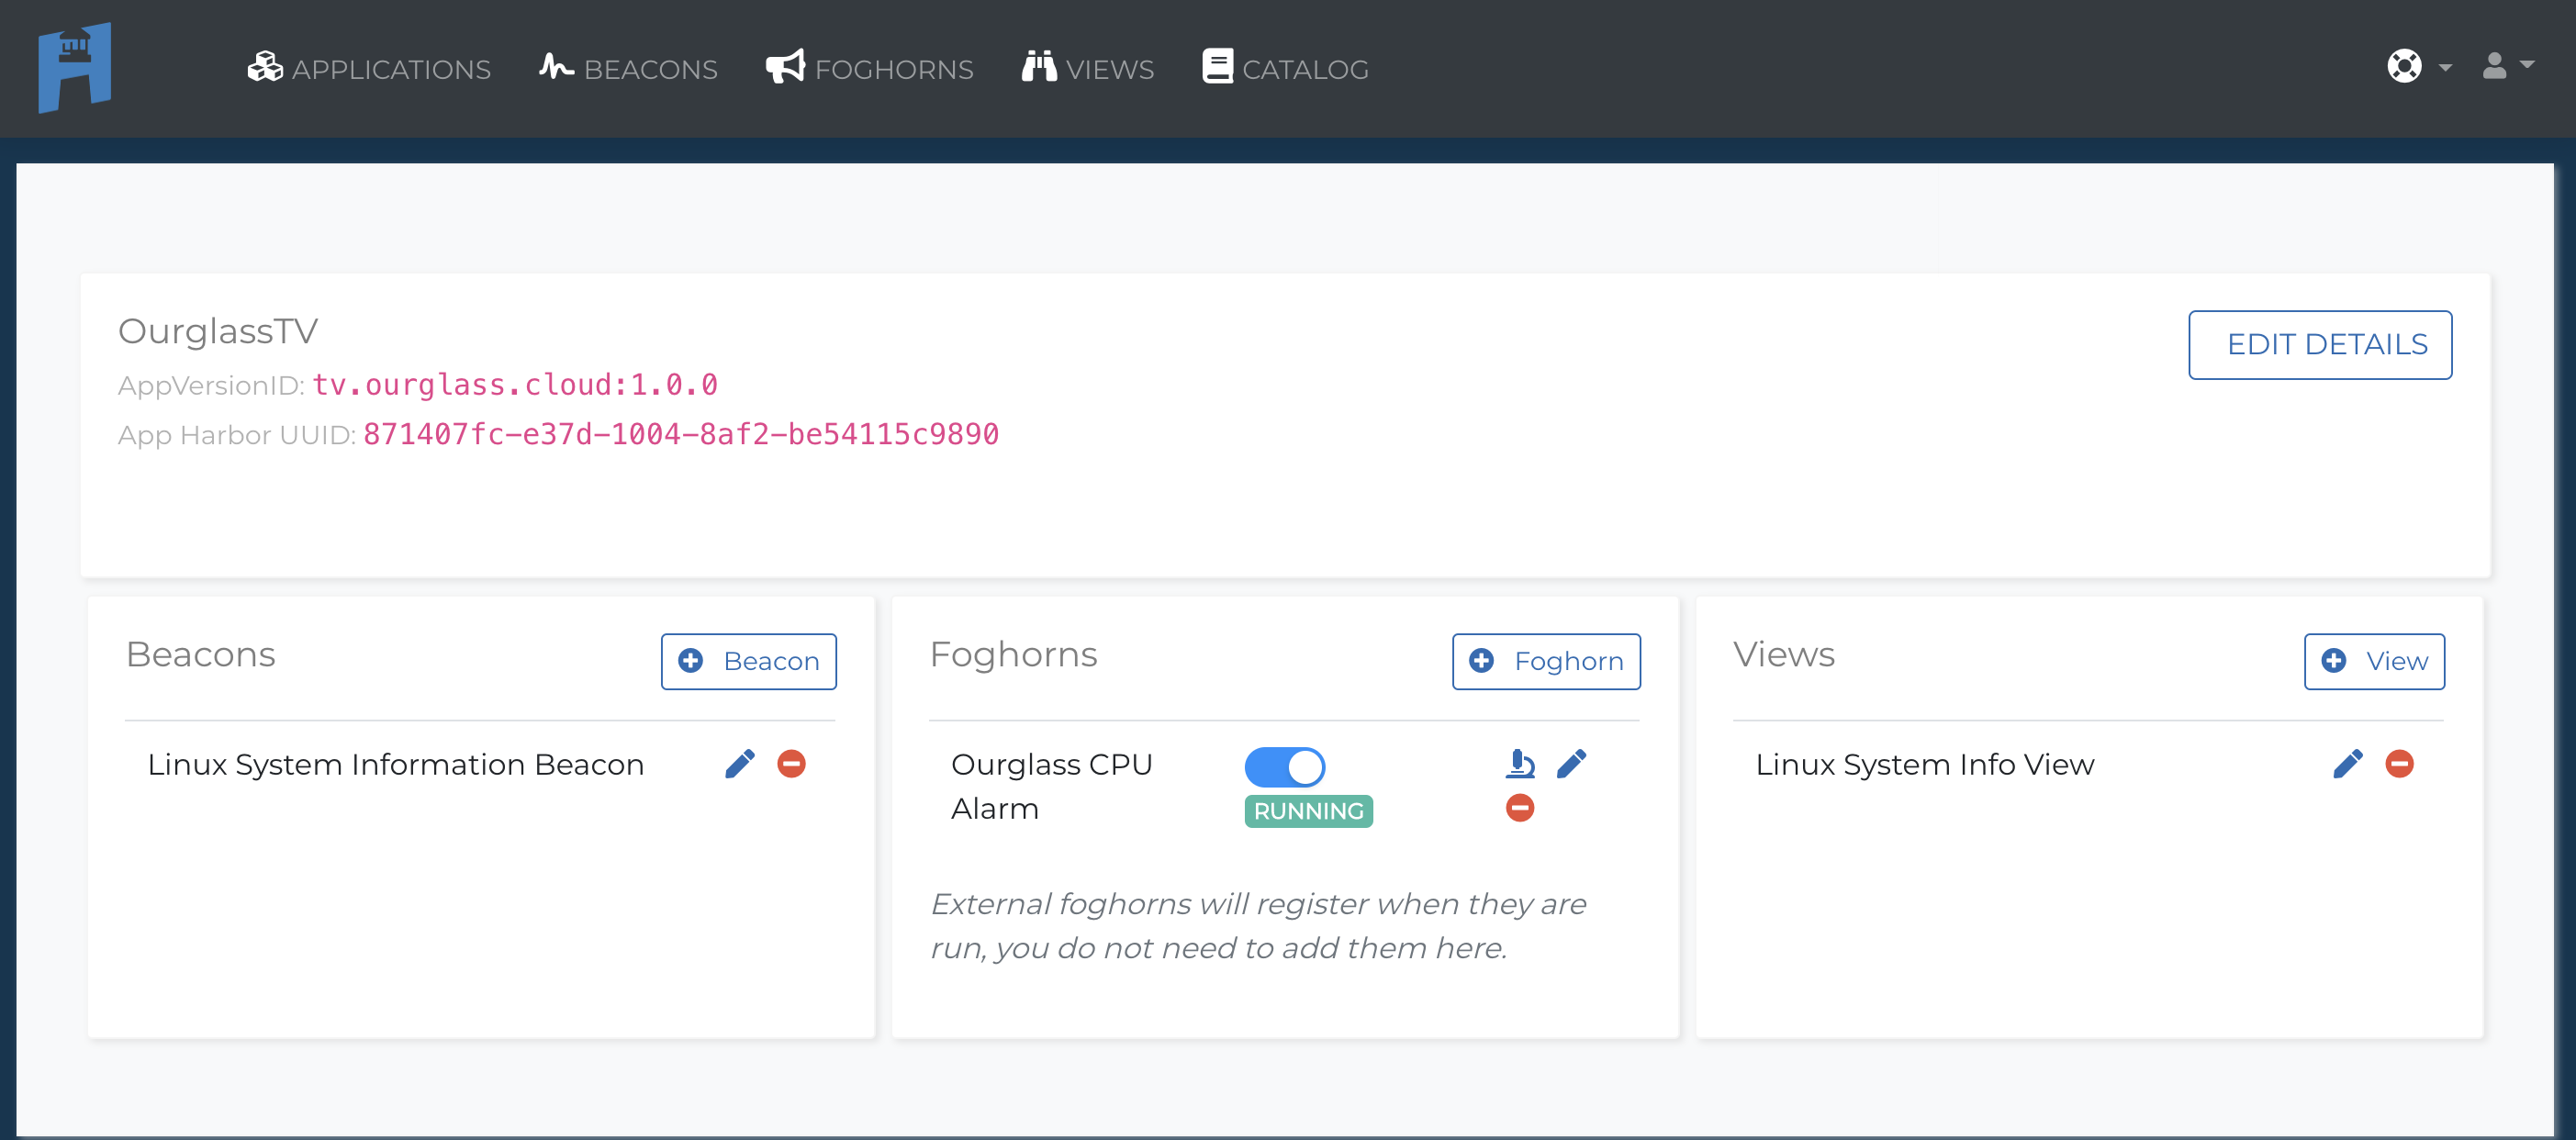 APPLICATIONS BEACONS FOGHORNS VIEWS CATALOG
OurglassTV
EDIT DETAILS
AppVersionID: tv.ourglass.cloud:1.0.0
App Harbor UUID: 871407fc-e37d-1004-8af2-be54115c9890
Beacons
Beacon
Linux System Information Beacon
Foghorns
Foghorn
Ourglass CPU
Alarm
RUNNING
External foghorns will register when they are
run, you do not need to add them here.
Views
View
Linux System Info View